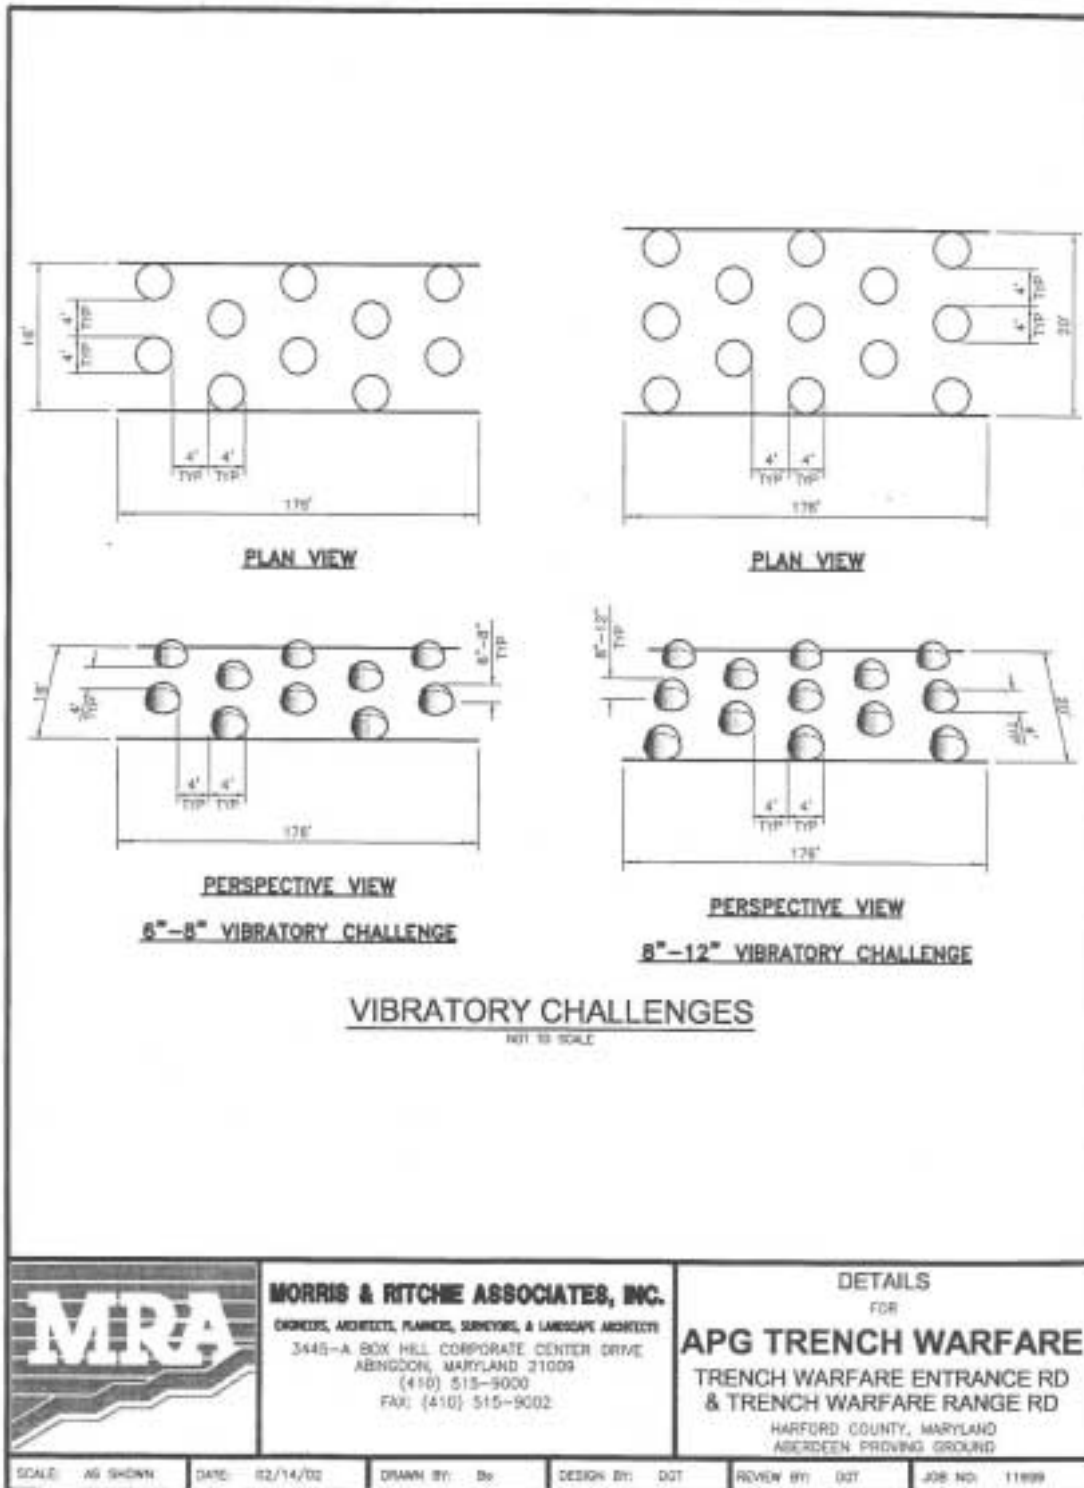 16'
4'
TYP
4'
TYP
4'
TYP
4'
TYP
176'
PLAN VIEW
4'
TYP
4'
TYP
20'
4'
TYP
4'
TYP
176'
PLAN VIEW
6"-8"
TYP
4'
TYP
4'
TYP
4'
TYP
176'
PERSPECTIVE VIEW
6"-8" VIBRATORY CHALLENGE
8"-12"
TYP
20'
4'
TYP
4'
TYP
4'
TYP
176'
PERSPECTIVE VIEW
8"-12" VIBRATORY CHALLENGE
VIBRATORY CHALLENGES
NOT TO SCALE
MRA
MORRIS & RITCHIE ASSOCIATES, INC.
ENGINEERS, ARCHITECTS, PLANNERS, SURVEYORS, & LANDSCAPE ARCHITECTS
3445-A BOX HILL CORPORATE CENTER DRIVE
ABINGDON, MARYLAND 21009
(410) 515-9000
FAX: (410) 515-9002
DETAILS
FOR
APG TRENCH WARFARE
TRENCH WARFARE ENTRANCE RD
& TRENCH WARFARE RANGE RD
HARFORD COUNTY, MARYLAND
ABERDEEN PROVING GROUND
SCALE: AS SHOWN
DATE: 02/14/02
DRAWN BY:
DESIGN BY: DGT
REVIEW BY: DGT
JOB NO: